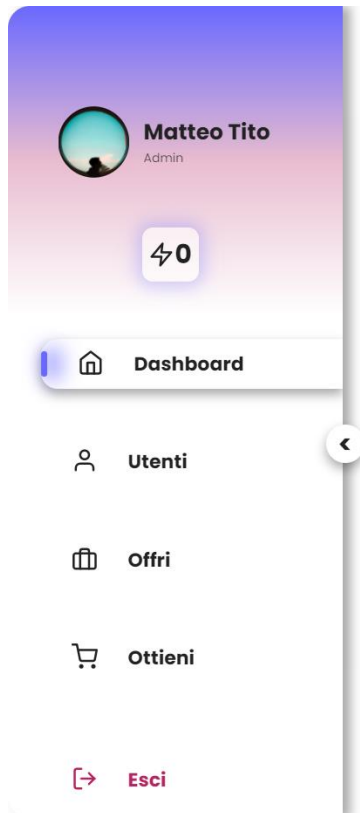 Matteo Tito
Admin
0
Dashboard
Utenti
Offri
Ottieni
Esci